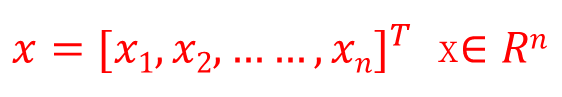 x = [x₁, x₂, … …, xₙ]ᵀ x∈ Rⁿ